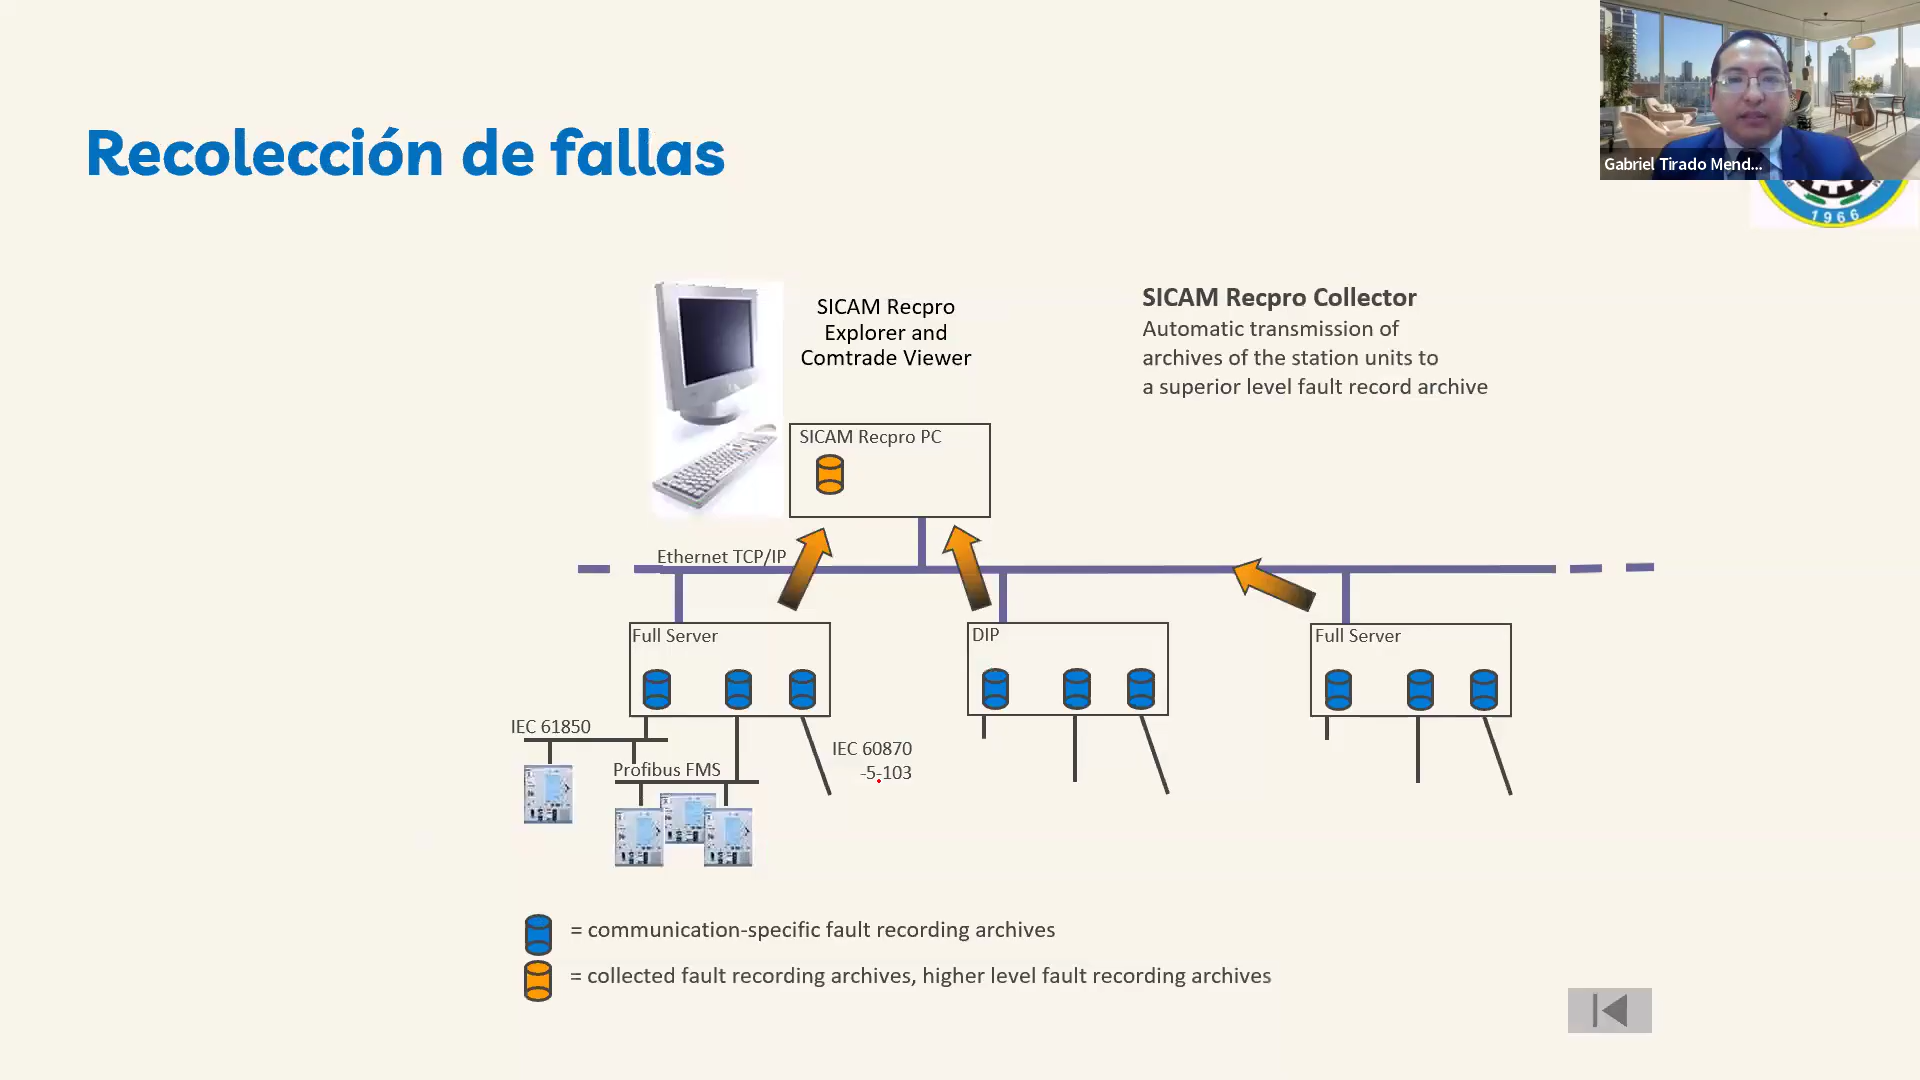 Recolección de fallas
Gabriel Tirado Mend...
1966
SICAM Recpro
Explorer and
Comtrade Viewer
SICAM Recpro Collector
Automatic transmission of
archives of the station units to
a superior level fault record archive
SICAM Recpro PC
Ethernet TCP/IP
Full Server
DIP
Full Server
IEC 61850
Profibus FMS
IEC 60870
-5-103
= communication-specific fault recording archives
= collected fault recording archives, higher level fault recording archives